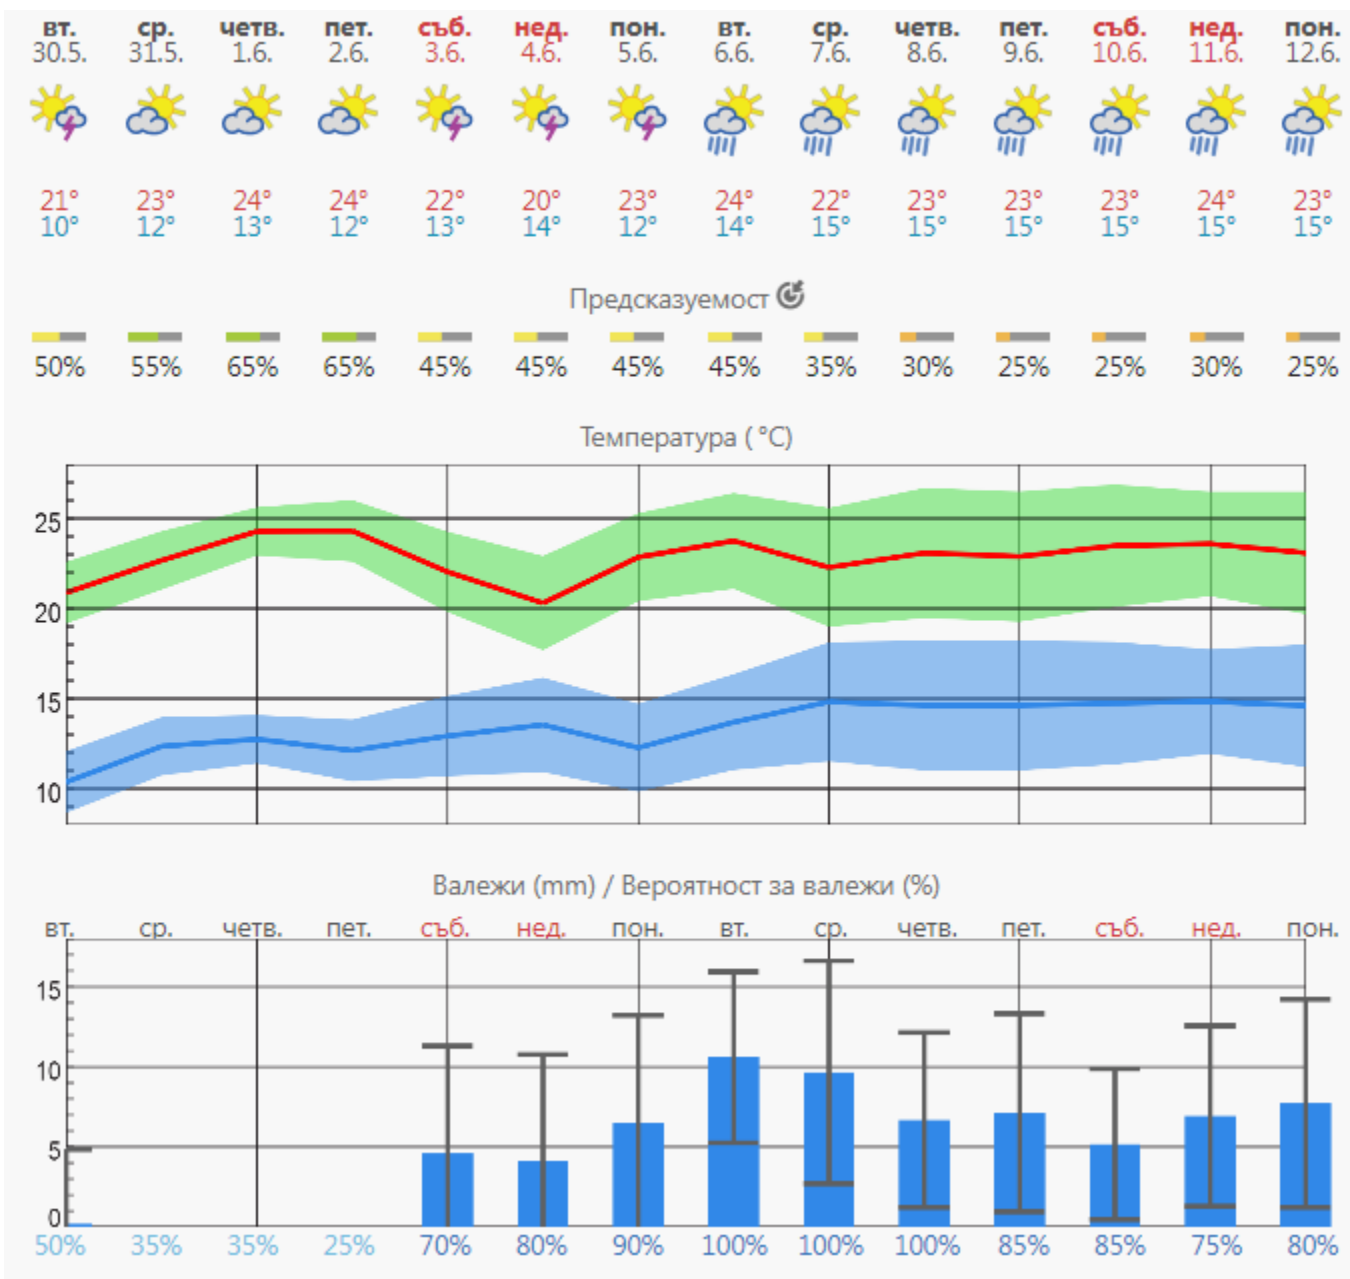 вт. ср. четв. пет. съб. нед. пон. вт. ср. четв. пет. съб. нед. пон.
30.5. 31.5. 1.6. 2.6. 3.6. 4.6. 5.6. 6.6. 7.6. 8.6. 9.6. 10.6. 11.6. 12.6.
21° 23° 24° 24° 22° 20° 23° 24° 22° 23° 23° 23° 24° 23°
10° 12° 13° 12° 13° 14° 12° 14° 15° 15° 15° 15° 15° 15°
Предсказуемост
50% 55% 65% 65% 45% 45% 45% 45% 35% 30% 25% 25% 30% 25%
Температура ( °C)
25
20
15
10
Валежи (mm) / Вероятност за валежи (%)
вт. ср. четв. пет. съб. нед. пон. вт. ср. четв. пет. съб. нед. пон.
15
10
5
0
50% 35% 35% 25% 70% 80% 90% 100% 100% 100% 85% 85% 75% 80%